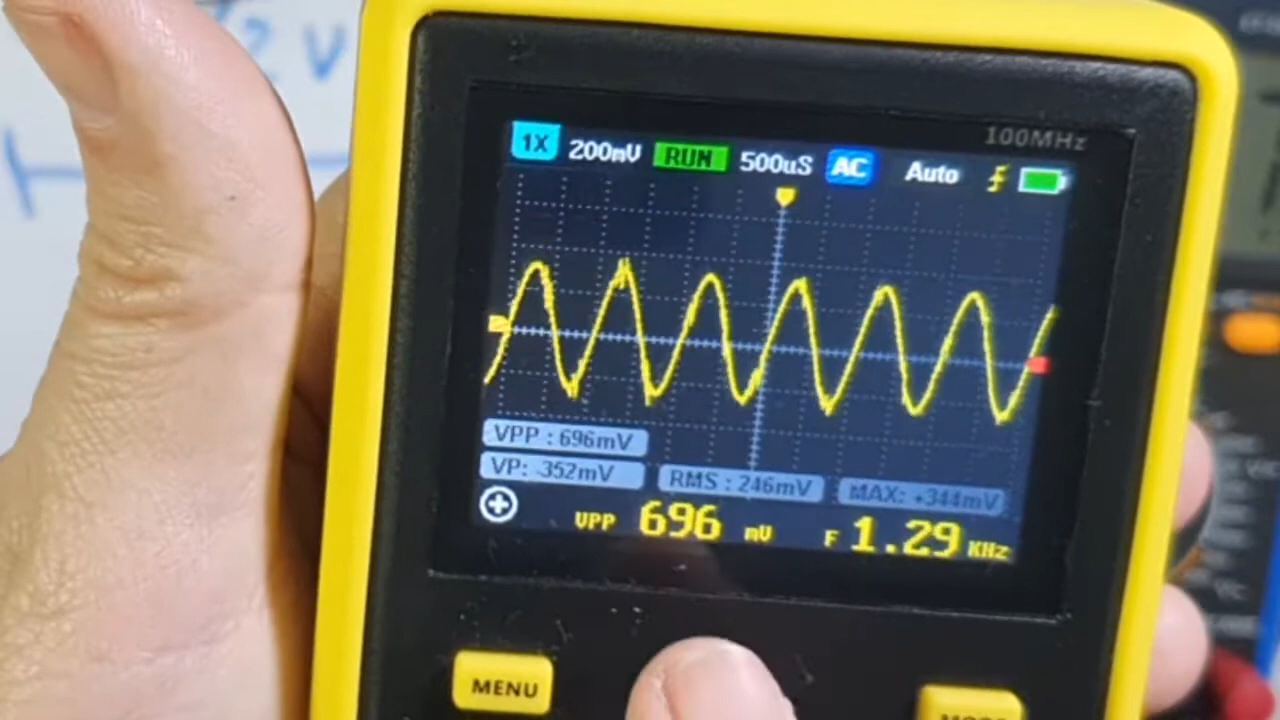 2 V
100MHz
1X 200mV RUN 500uS AC Auto
VPP : 696mV
VP: -352mV RMS : 246mV MAX: +344mV
VPP 696 mV F 1.29 KHz
MENU